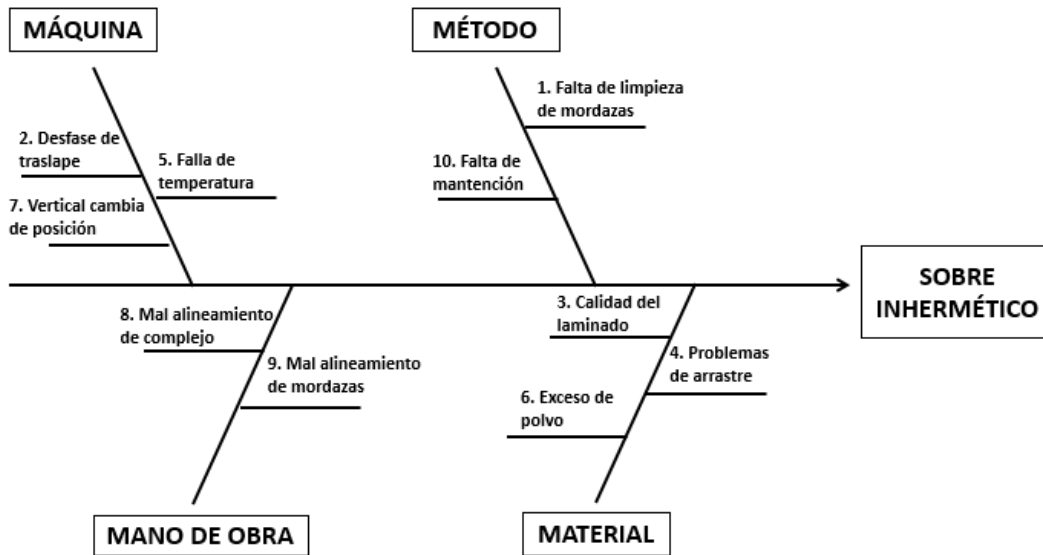 MÁQUINA
MÉTODO
1. Falta de limpieza
de mordazas
2. Desfase de
traslape
5. Falla de
temperatura
10. Falta de
mantención
7. Vertical cambia
de posición
SOBRE
INHERMÉTICO
8. Mal alineamiento
de complejo
3. Calidad del
laminado
9. Mal alineamiento
de mordazas
4. Problemas
de arrastre
6. Exceso de
polvo
MANO DE OBRA
MATERIAL